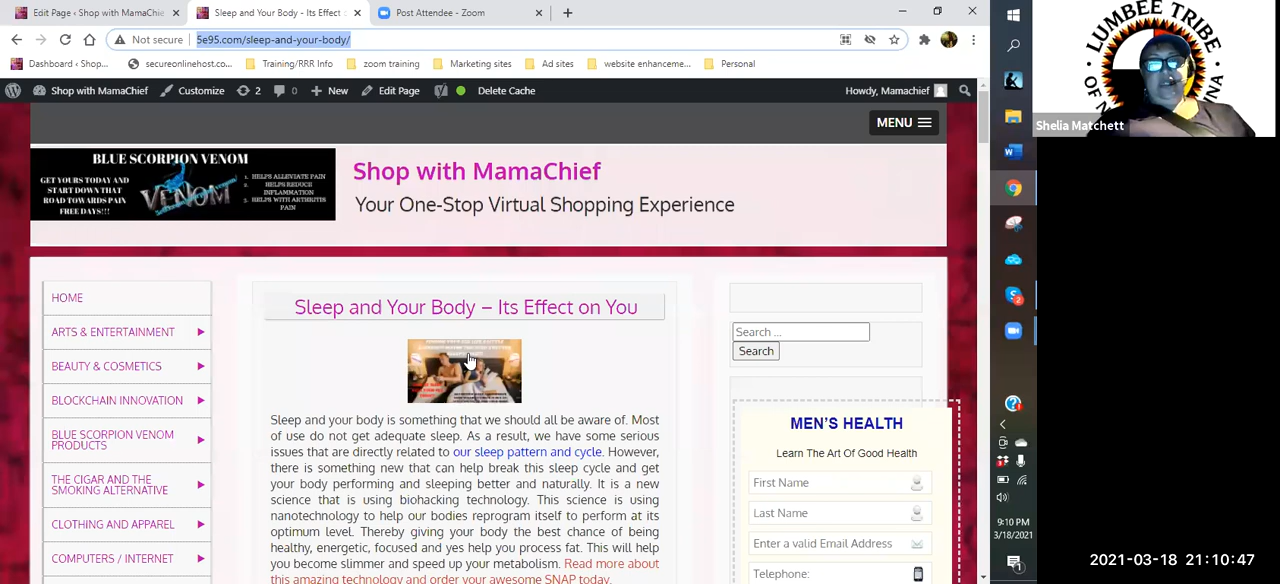 Edit Page ‹ Shop with MamaChie
Sleep and Your Body - Its Effect
Post Attendee - Zoom
Not secure
5e95.com/sleep-and-your-body/
Dashboard ‹ Shop...
secureonlinehost.co...
Training/RRR Info
zoom training
Marketing sites
Ad sites
website enhanceme...
Personal
Shop with MamaChief
Customize
2
0
New
Edit Page
Delete Cache
Howdy, Mamachief
MENU
BLUE SCORPION VENOM
GET YOURS TODAY AND
START DOWN THAT
ROAD TOWARDS PAIN
FREE DAYS!!!
VENOM
1. HELPS ALLEVIATE PAIN
2. HELPS REDUCE
INFLAMMATION
3. HELPS WITH ARTHRITIS
PAIN
Shop with MamaChief
Your One-Stop Virtual Shopping Experience
HOME
ARTS & ENTERTAINMENT
BEAUTY & COSMETICS
BLOCKCHAIN INNOVATION
BLUE SCORPION VENOM
PRODUCTS
THE CIGAR AND THE
SMOKING ALTERNATIVE
CLOTHING AND APPAREL
COMPUTERS / INTERNET
Sleep and Your Body – Its Effect on You
Sleep and your body is something that we should all be aware of. Most
of use do not get adequate sleep. As a result, we have some serious
issues that are directly related to our sleep pattern and cycle. However,
there is something new that can help break this sleep cycle and get
your body performing and sleeping better and naturally. It is a new
science that is using biohacking technology. This science is using
nanotechnology to help our bodies reprogram itself to perform at its
optimum level. Thereby giving your body the best chance of being
healthy, energetic, focused and yes help you process fat. This will help
you become slimmer and speed up your metabolism. Read more about
this amazing technology and order your awesome SNAP today.
Search ...
Search
MEN'S HEALTH
Learn The Art Of Good Health
First Name
Last Name
Enter a valid Email Address
Telephone:
LUMBEE TRIBE
OF N
INA
Shelia Matchett
9:10 PM
3/18/2021
2021-03-18 21:10:47